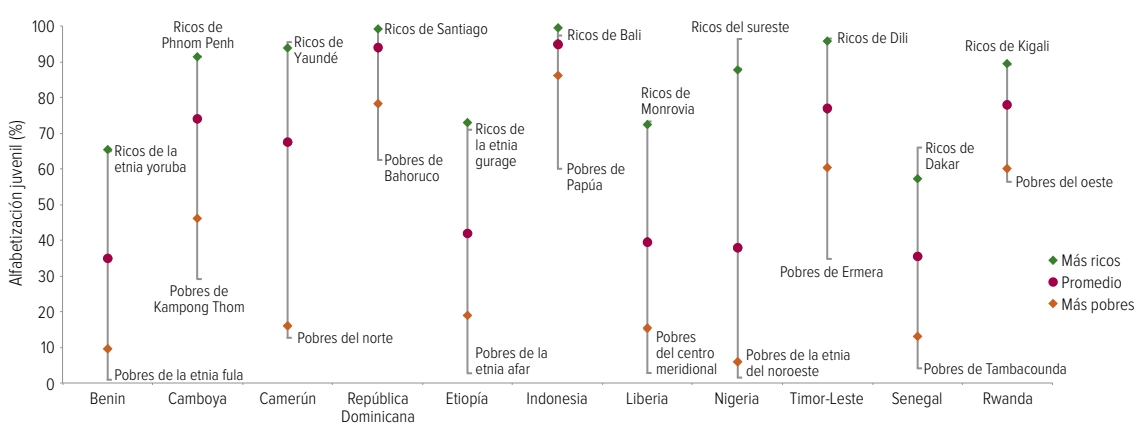 Alfabetización juvenil (%)
100
90
80
70
60
50
40
30
20
10
0
Ricos de la
etnia yoruba
Pobres de la etnia fula
Ricos de
Phnom Penh
Pobres de
Kampong Thom
Ricos de
Yaundé
Pobres del norte
Ricos de Santiago
Pobres de
Bahoruco
Ricos de
la etnia
gurage
Pobres de la
etnia afar
Ricos de Bali
Pobres de
Papúa
Ricos de
Monrovia
Pobres
del centro
meridional
Ricos del sureste
Pobres de la etnia
del noroeste
Ricos de Dili
Pobres de Ermera
Ricos de
Dakar
Pobres de Tambacounda
Ricos de Kigali
Pobres del oeste
Más ricos
Promedio
Más pobres
Benin
Camboya
Camerún
República
Dominicana
Etiopía
Indonesia
Liberia
Nigeria
Timor-Leste
Senegal
Rwanda